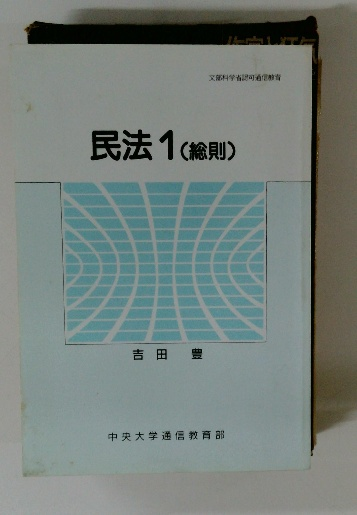 文部科学省認可通信教育
民法1(総則)
吉田 豊
中央大学通信教育部